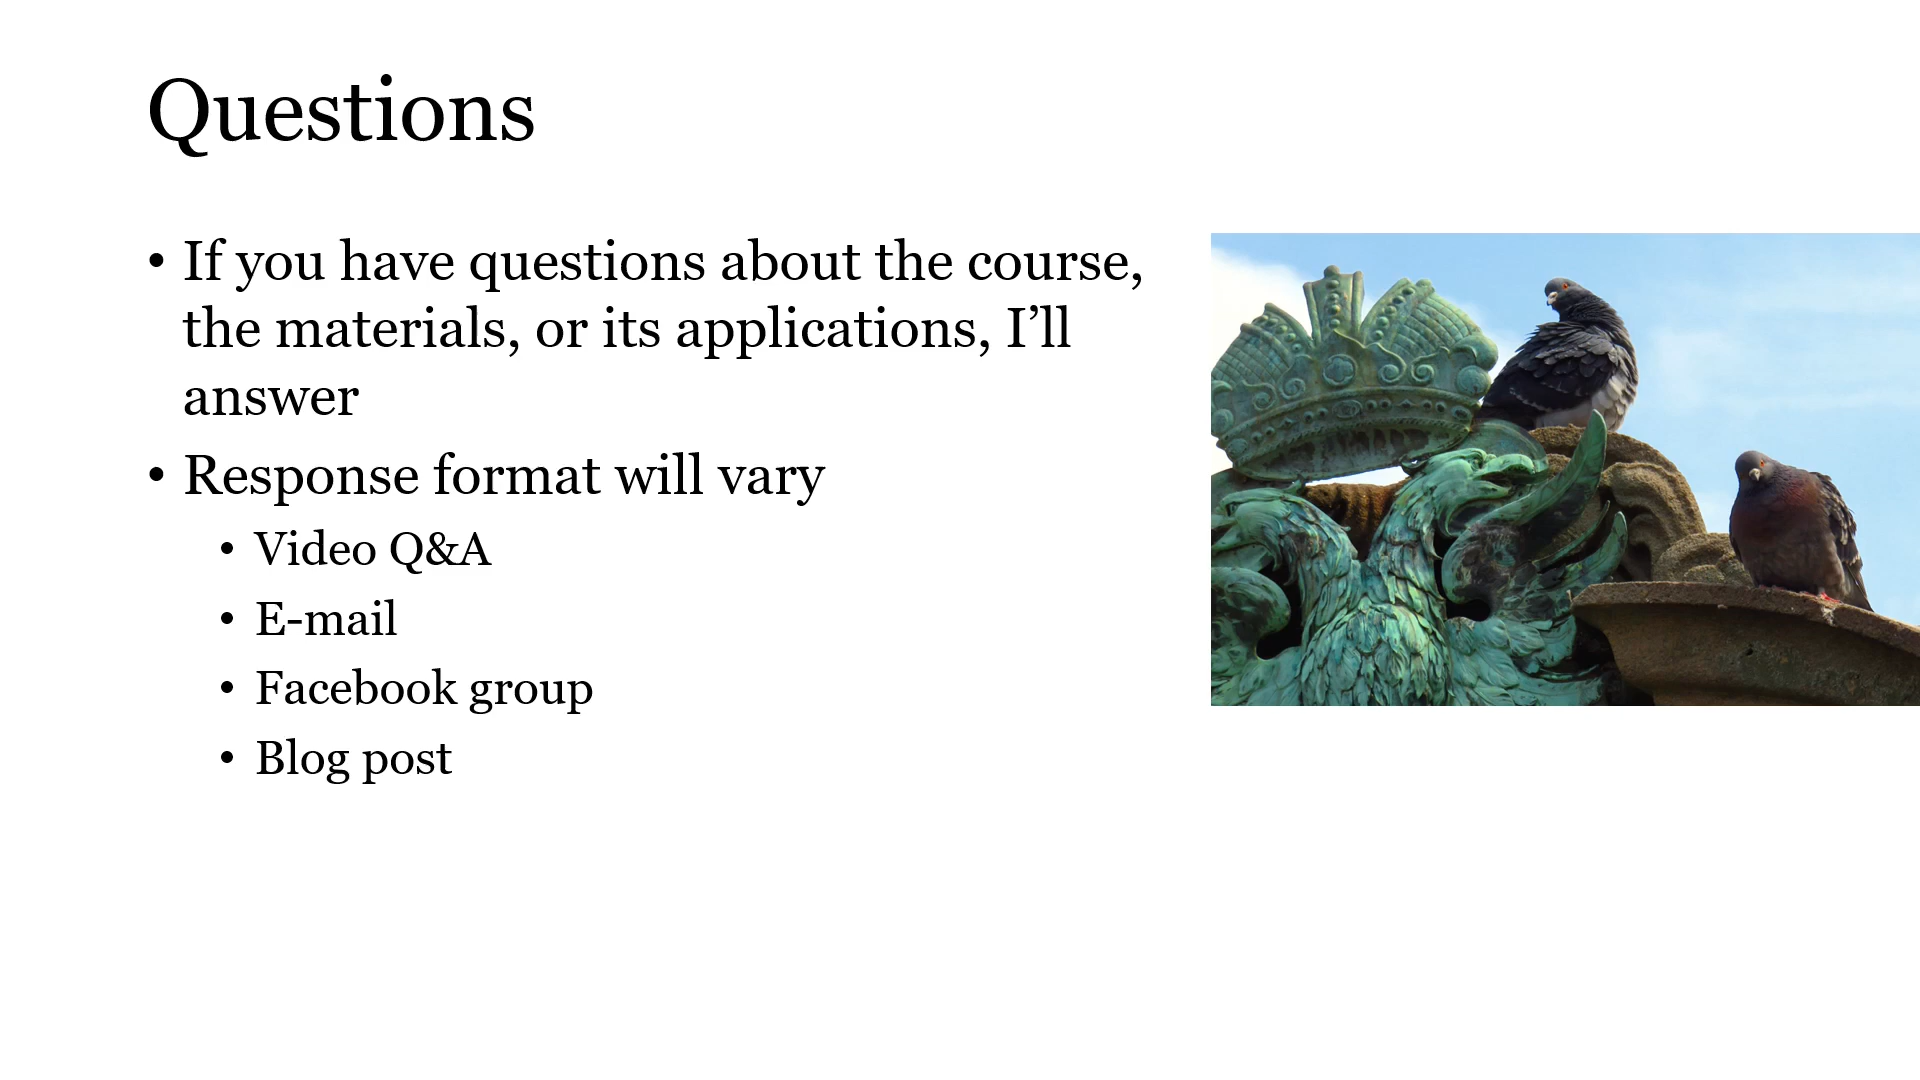 Questions
• If you have questions about the course,
the materials, or its applications, I’ll
answer
• Response format will vary
• Video Q&A
• E-mail
• Facebook group
• Blog post